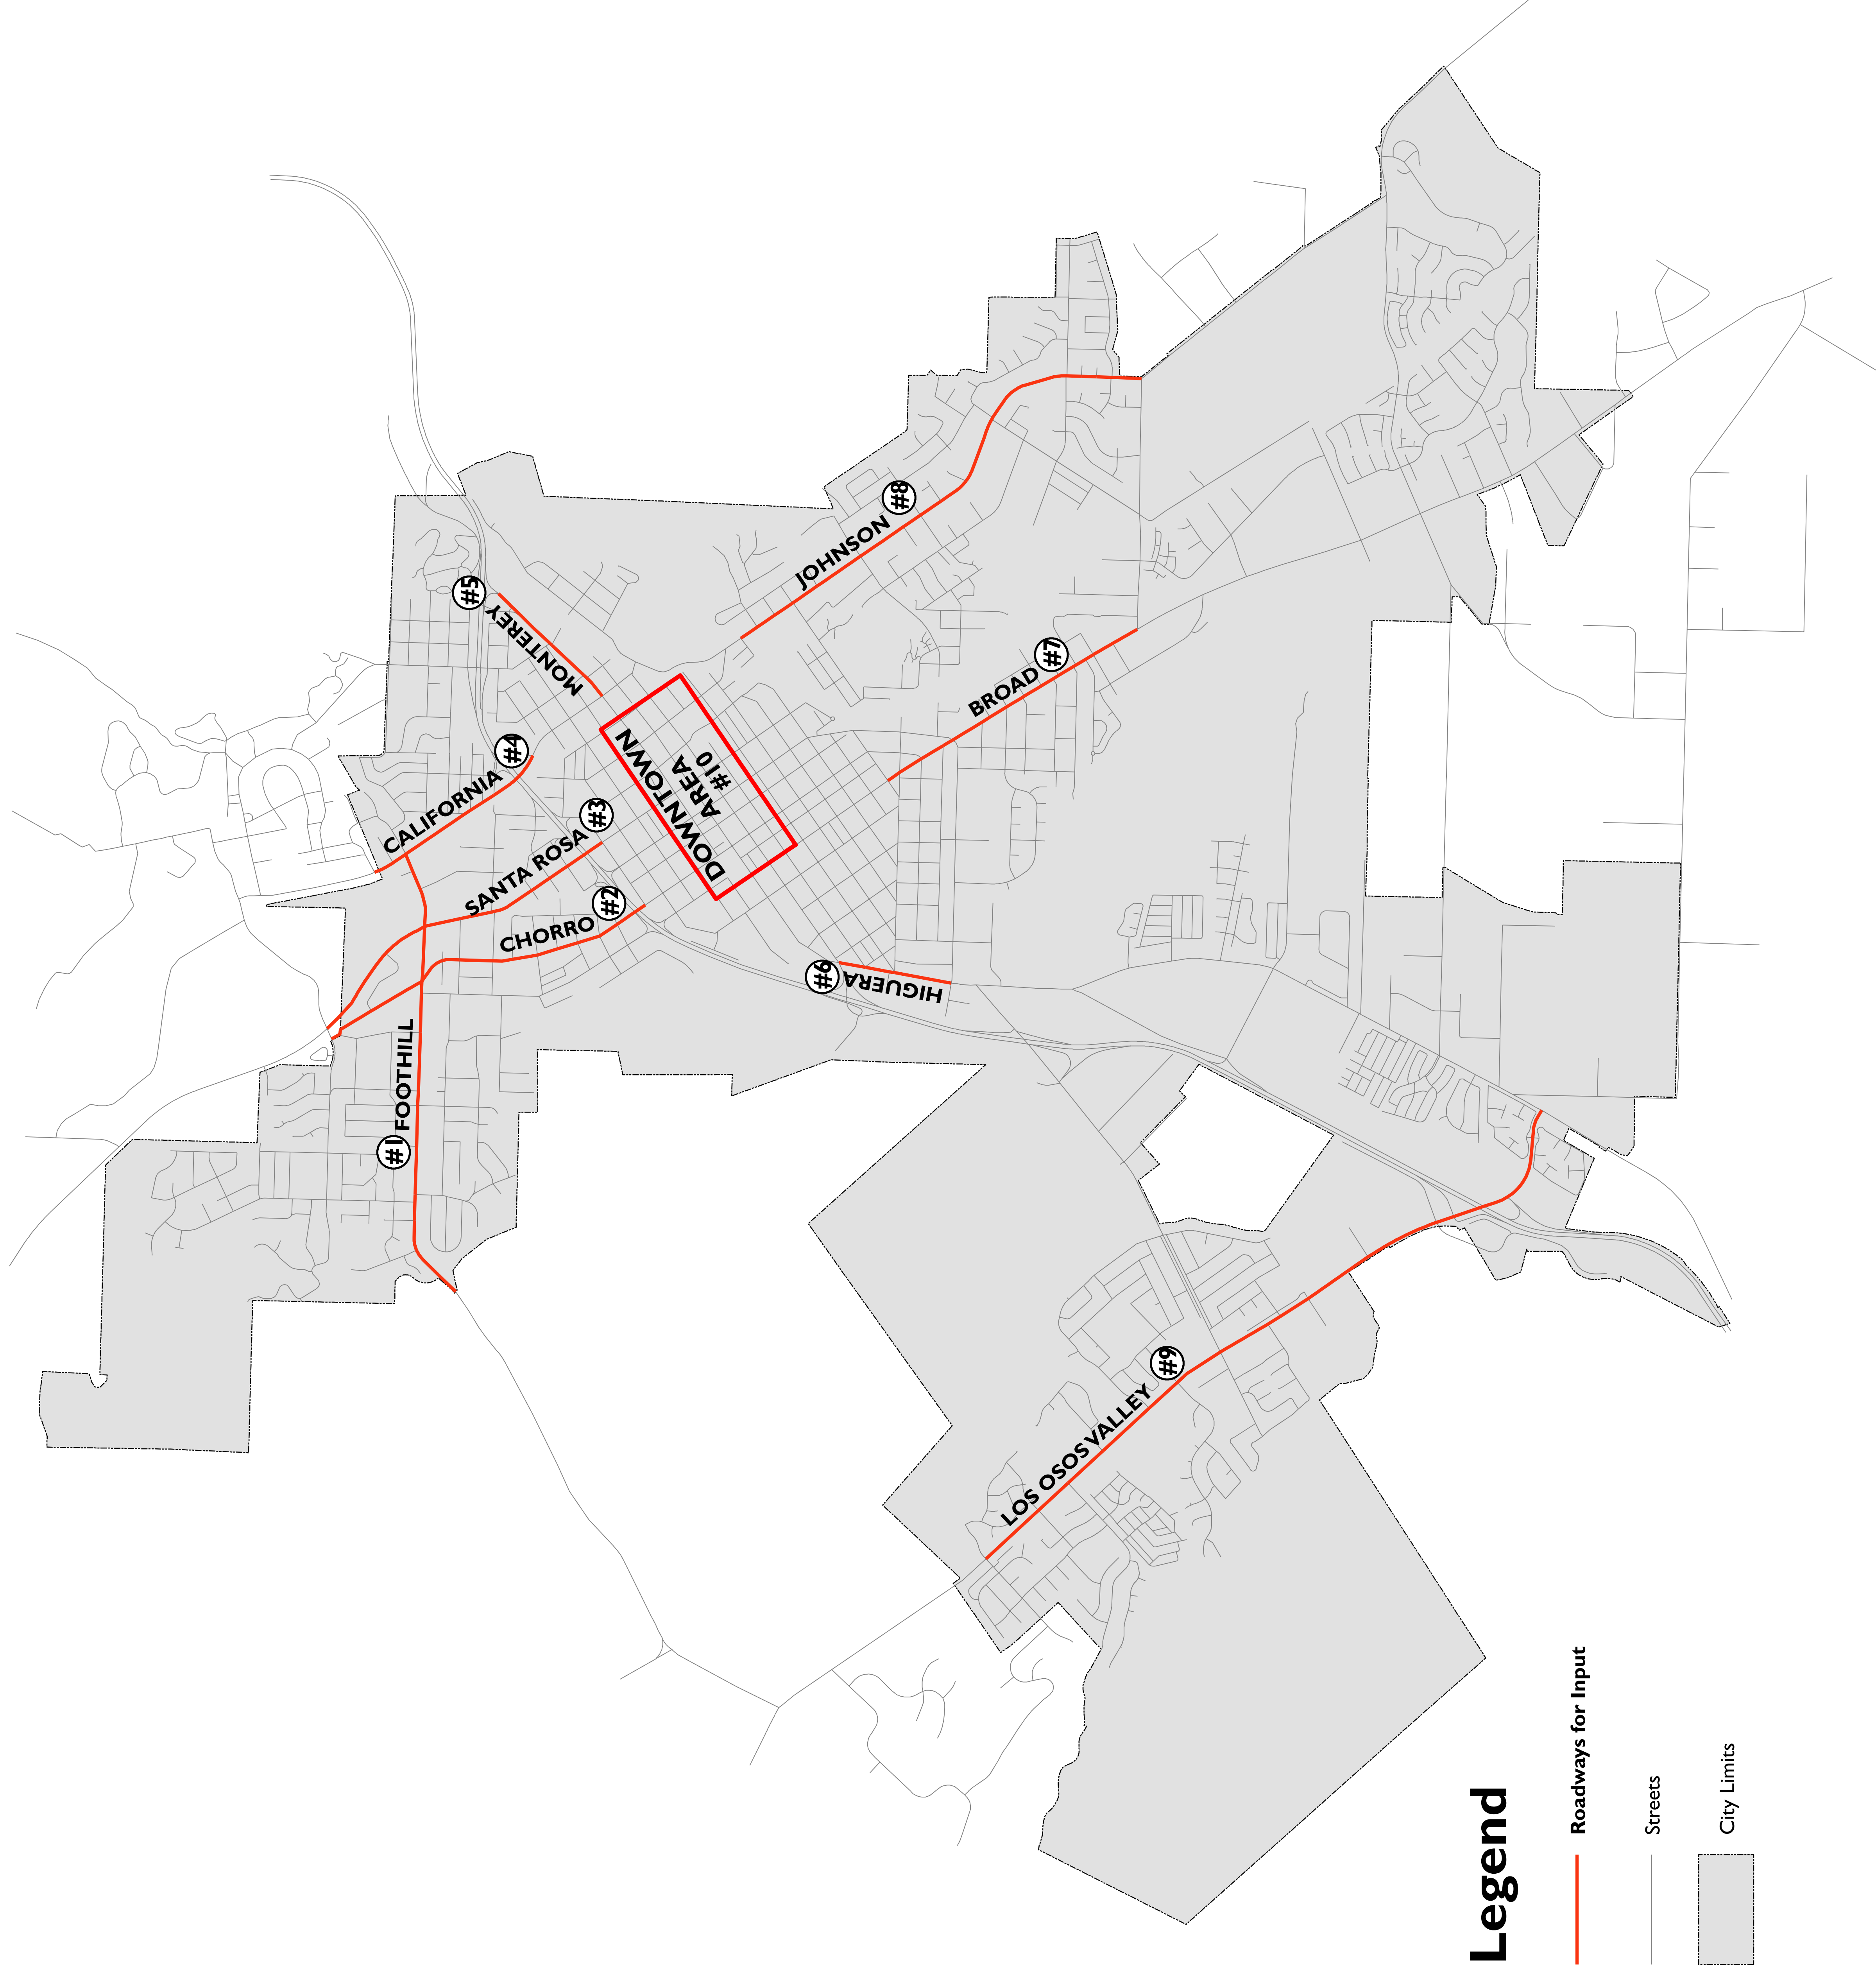 #1
FOOTHILL
CHORRO
#2
SANTA ROSA
#3
CALIFORNIA
#4
MONTEREY
#5
DOWNTOWN
AREA
#10
#6
HIGUERA
BROAD
#7
JOHNSON
#8
LOS OSOS VALLEY
#9
Legend
Roadways for Input
Streets
City Limits